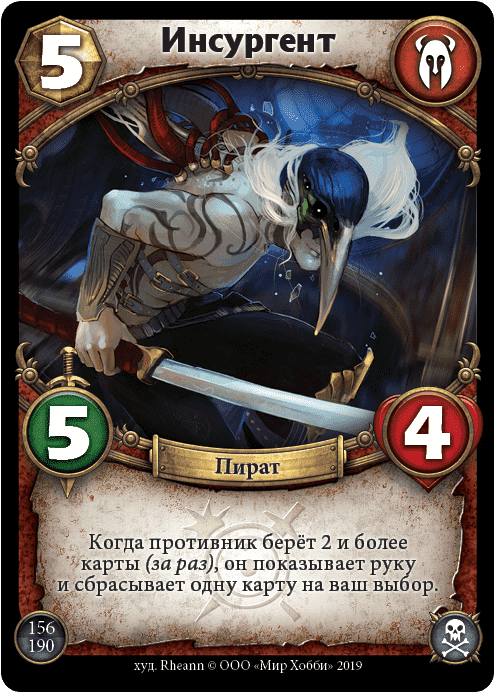 5
Инсургент
5
4
Пират
Когда противник берёт 2 и более
карты (за раз), он показывает руку
и сбрасывает одну карту на ваш выбор.
156
190
худ. Rheann © ООО «Мир Хобби» 2019